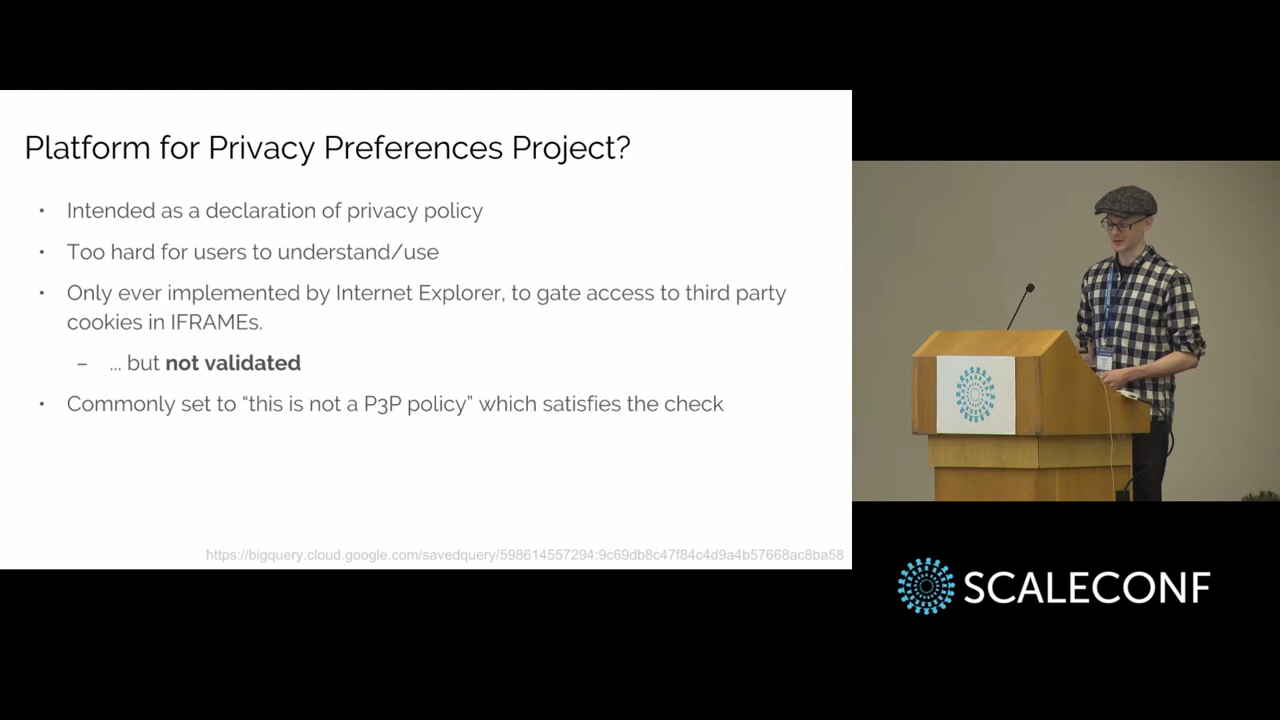 Platform for Privacy Preferences Project?
• Intended as a declaration of privacy policy
• Too hard for users to understand/use
• Only ever implemented by Internet Explorer, to gate access to third party
cookies in IFRAMEs.
– ... but not validated
• Commonly set to “this is not a P3P policy” which satisfies the check
https://bigquery.cloud.google.com/savedquery/598614557294:9c69db8c47f84c4d9a4b57668ac8ba58
SCALECONF